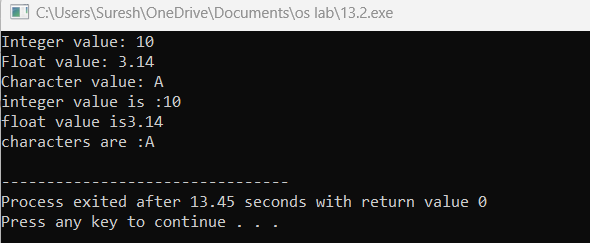 C:\Users\Suresh\OneDrive\Documents\os lab\13.2.exe
Integer value: 10
Float value: 3.14
Character value: A
integer value is :10
float value is3.14
characters are :A
--------------------------------
Process exited after 13.45 seconds with return value 0
Press any key to continue . . .